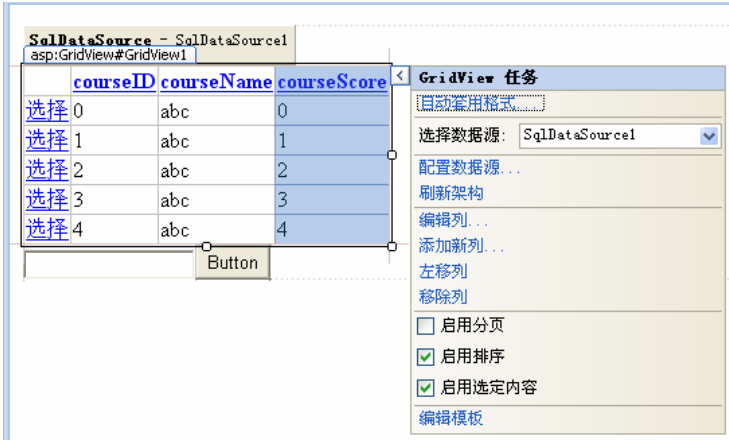 SqlDataSource - SqlDataSource1
asp:GridView#GridView1
courseID courseName courseScore
选择 0 abc 0
选择 1 abc 1
选择 2 abc 2
选择 3 abc 3
选择 4 abc 4
Button
GridView 任务
自动套用格式...
选择数据源: SqlDataSource1
配置数据源...
刷新架构
编辑列...
添加新列...
左移列
移除列
启用分页
启用排序
启用选定内容
编辑模板